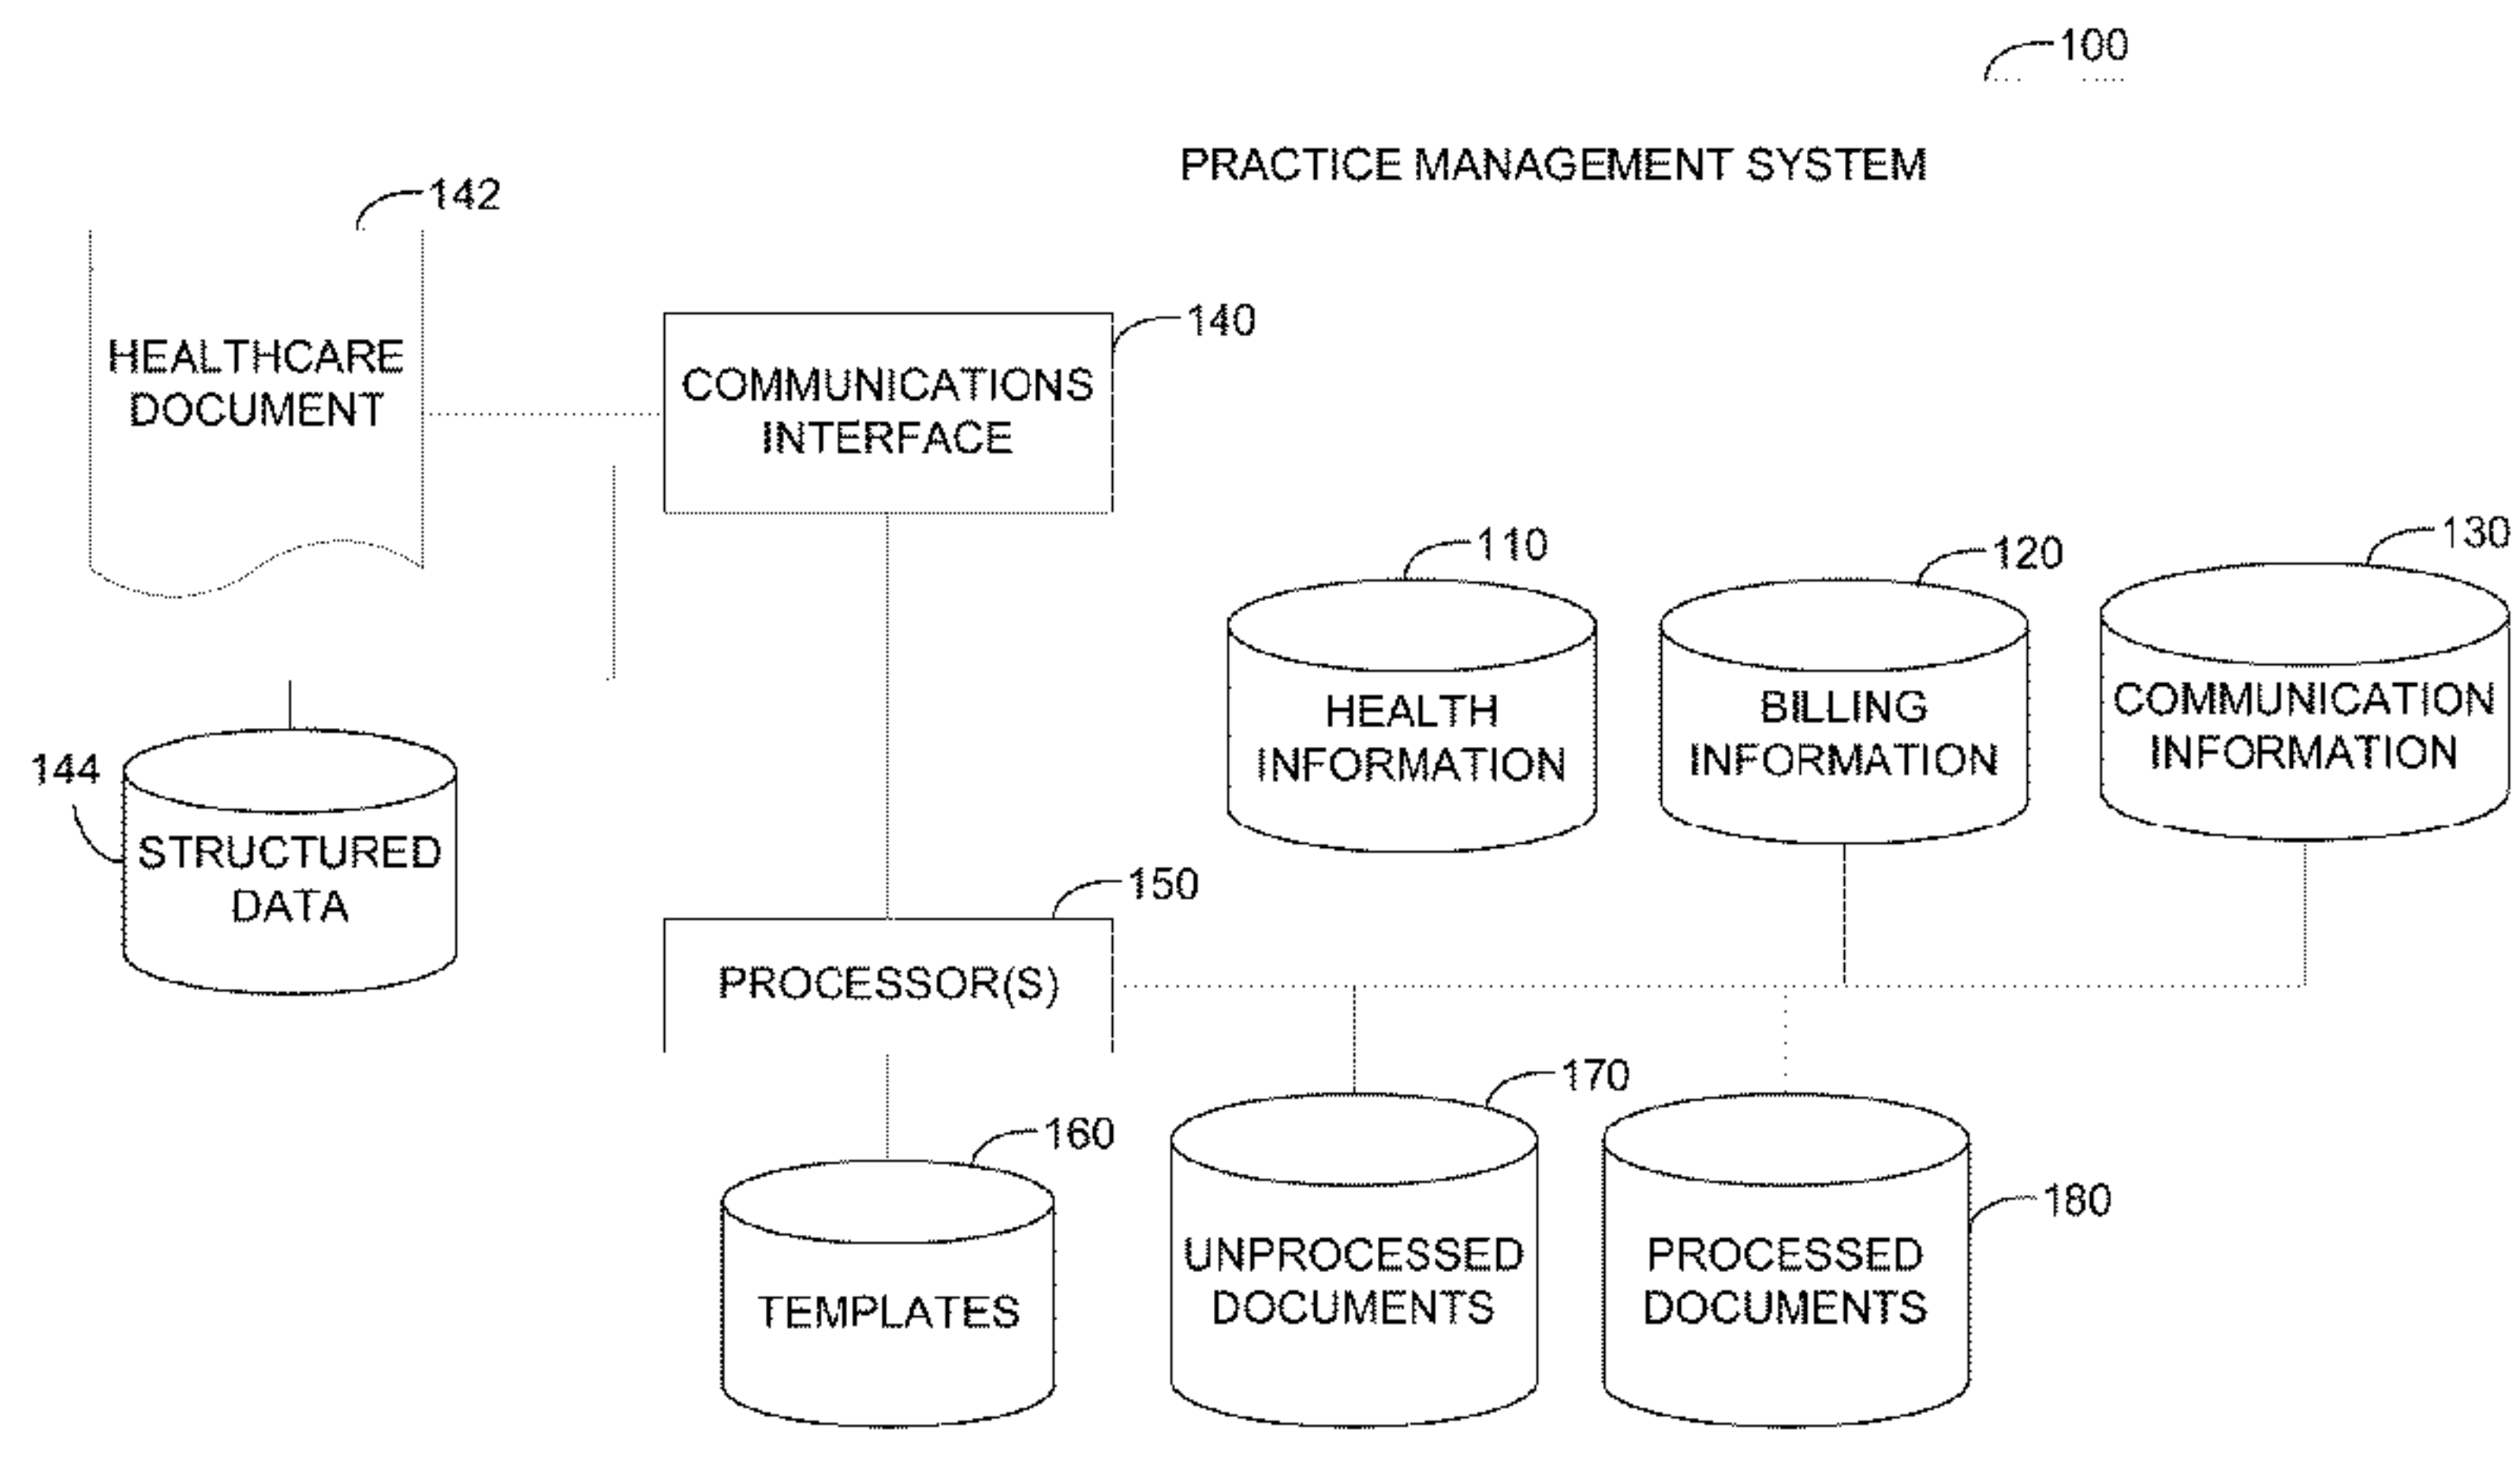 100
PRACTICE MANAGEMENT SYSTEM
142
HEALTHCARE
DOCUMENT
140
COMMUNICATIONS
INTERFACE
110
HEALTH
INFORMATION
120
BILLING
INFORMATION
130
COMMUNICATION
INFORMATION
144
STRUCTURED
DATA
150
PROCESSOR(S)
160
TEMPLATES
170
UNPROCESSED
DOCUMENTS
180
PROCESSED
DOCUMENTS